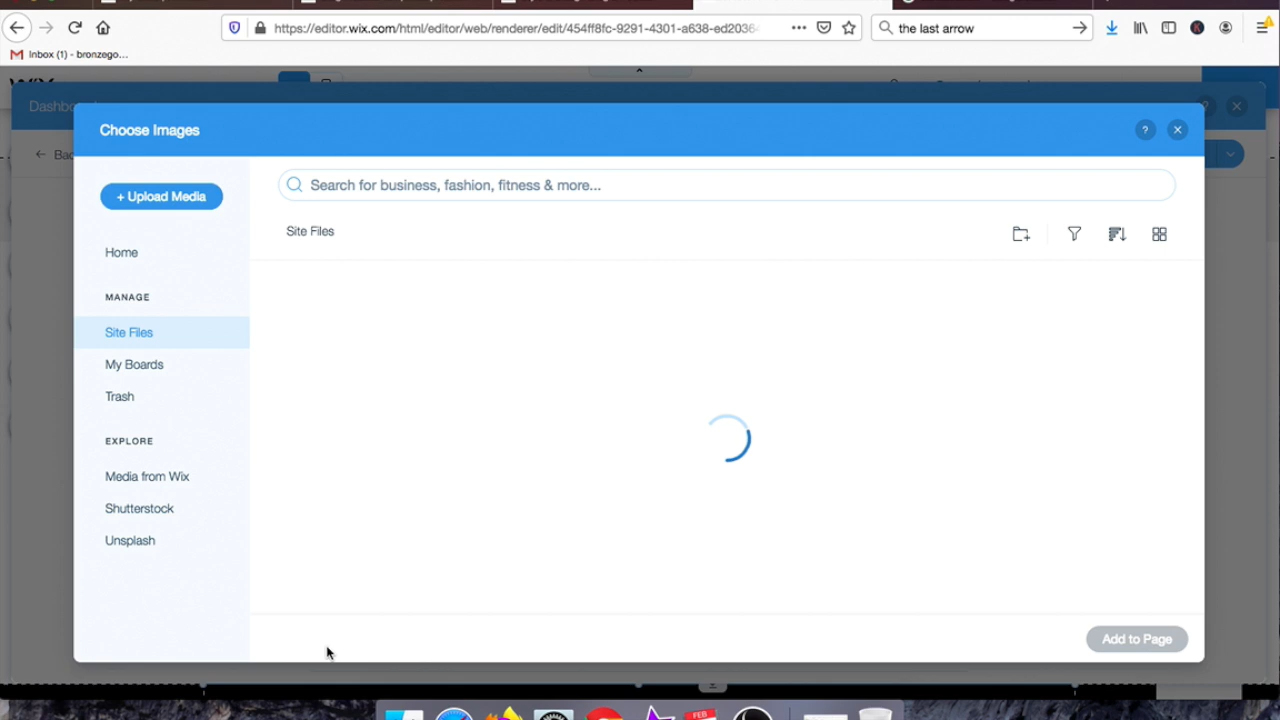 https://editor.wix.com/html/editor/web/renderer/edit/454ff8fc-9291-4301-a638-ed2036
the last arrow
Inbox (1) - bronzego...
Choose Images
?
Bac
+ Upload Media
Search for business, fashion, fitness & more...
Site Files
Home
MANAGE
Site Files
My Boards
Trash
EXPLORE
Media from Wix
Shutterstock
Unsplash
Add to Page
FEB